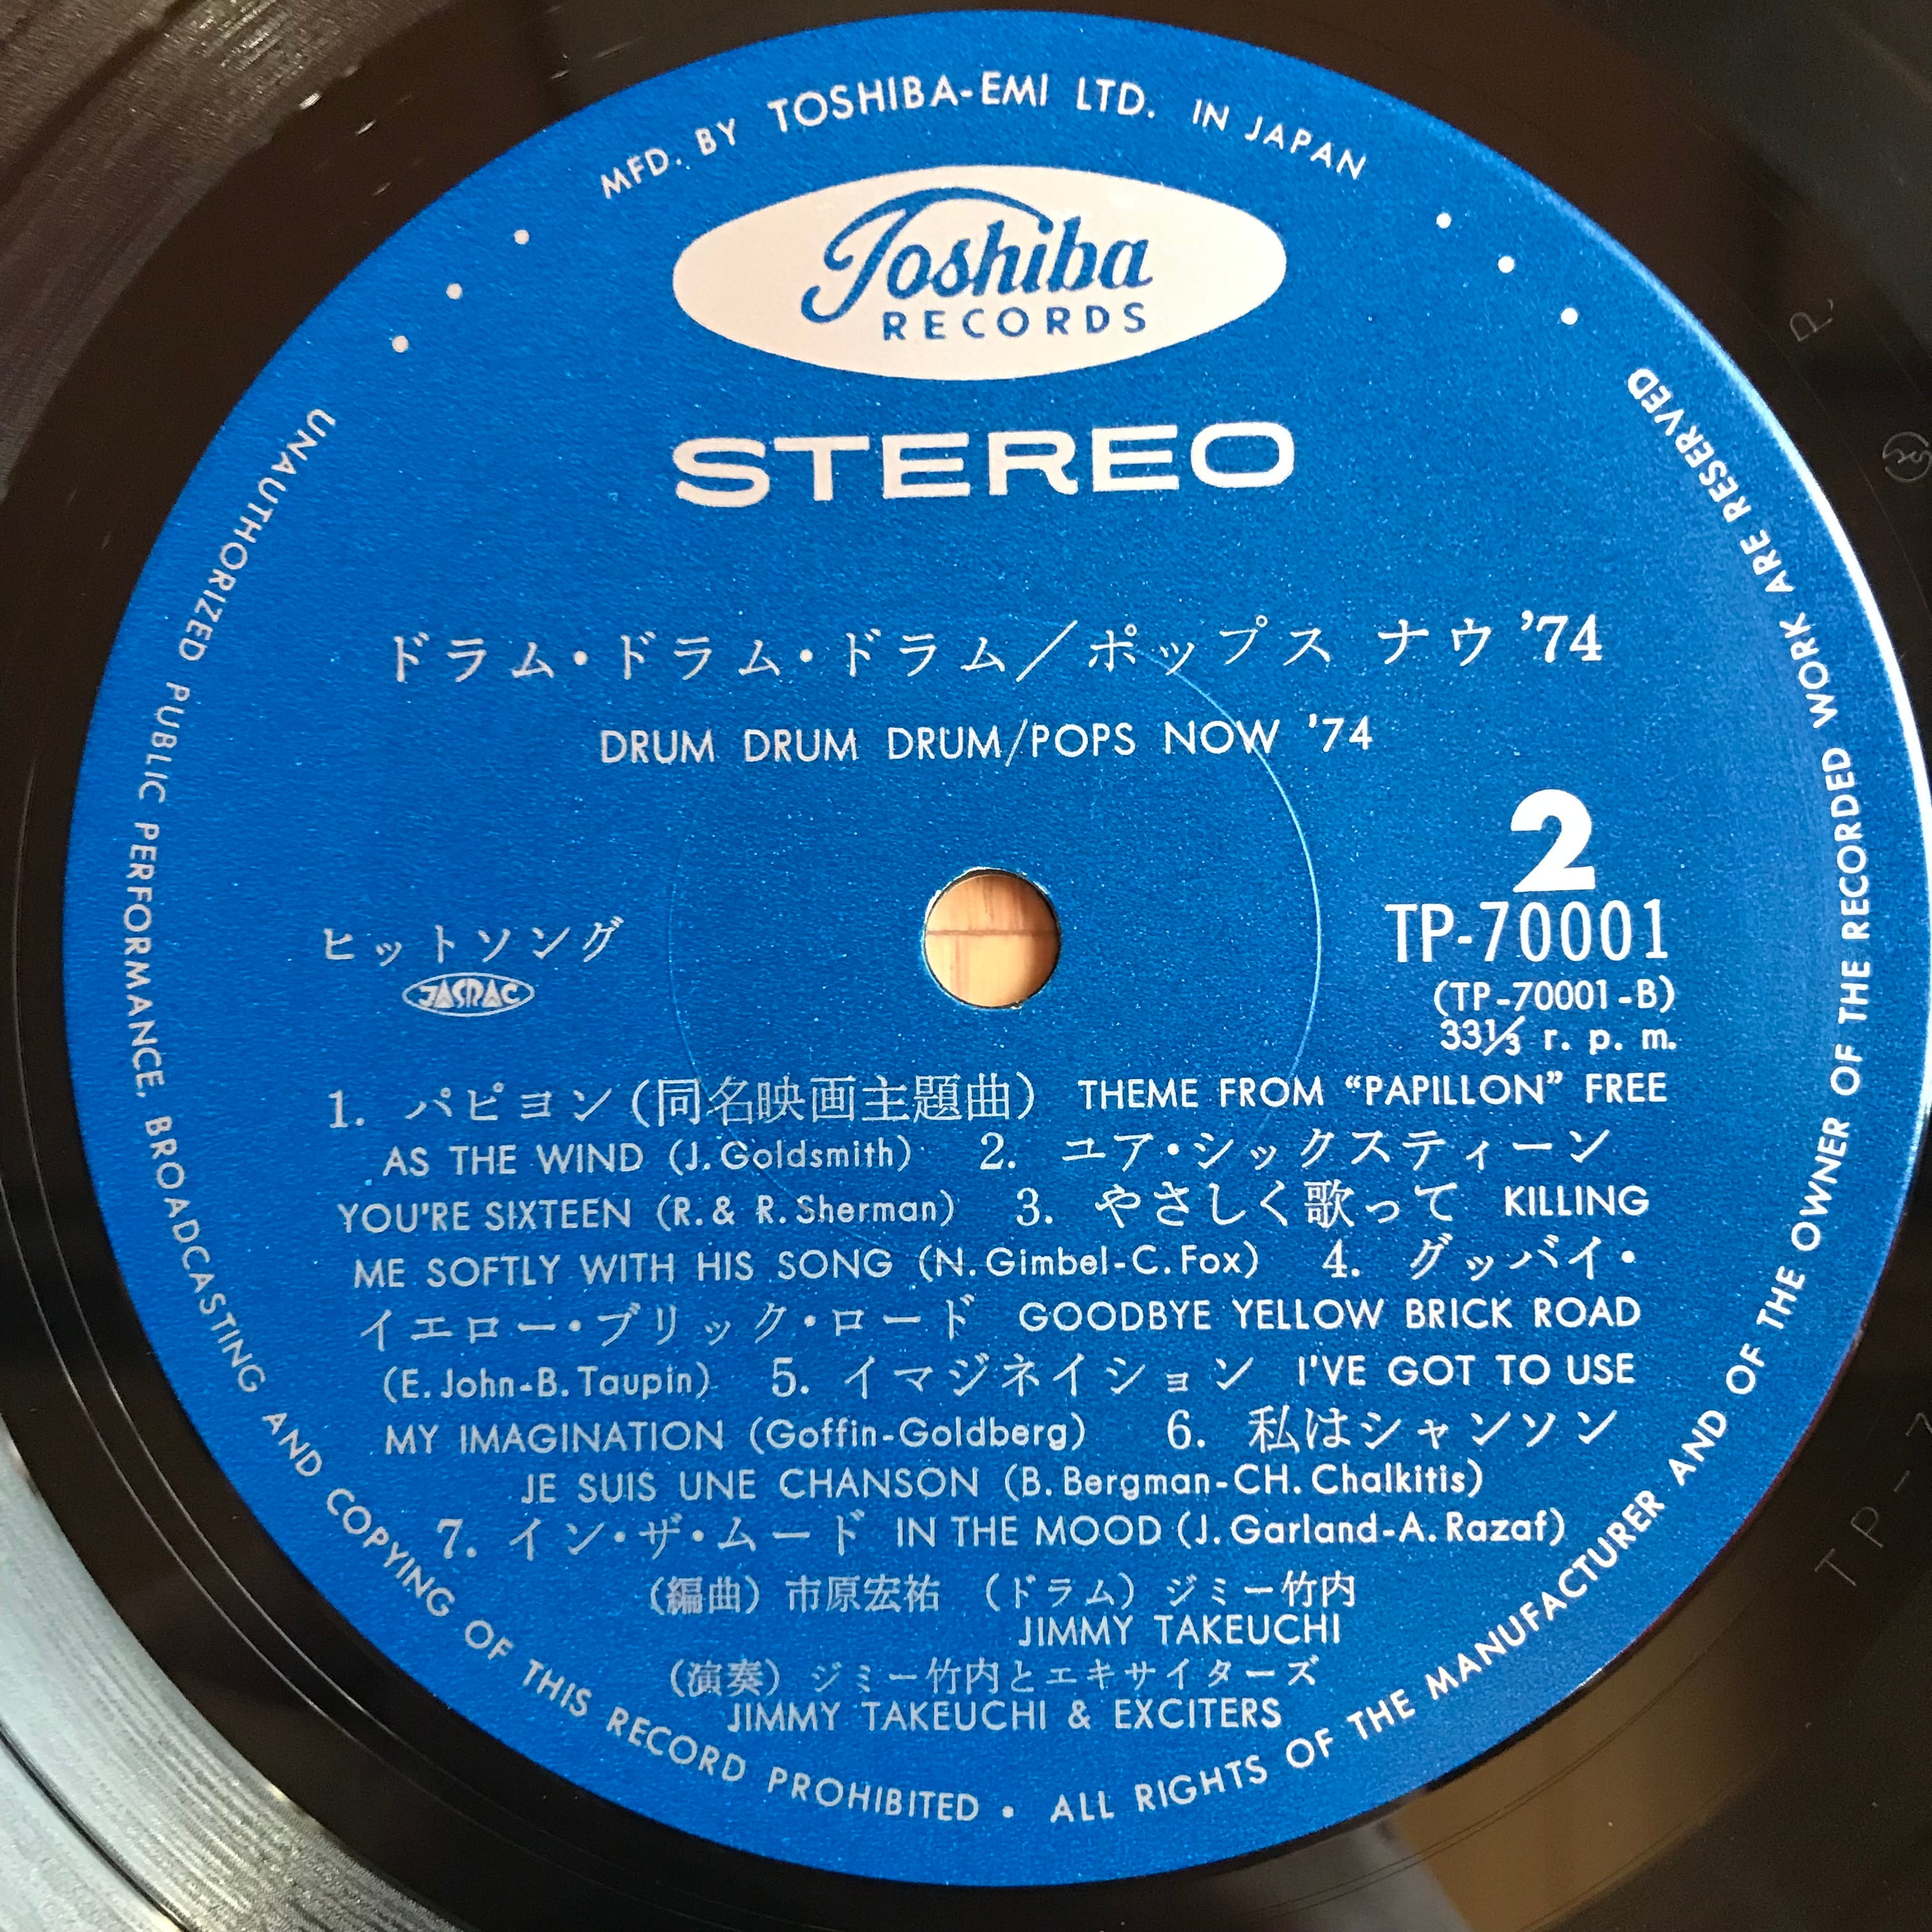 MFD. BY TOSHIBA-EMI LTD. IN JAPAN
Toshiba
RECORDS
STEREO
ドラム・ドラム・ドラム／ポップス ナウ '74
DRUM DRUM DRUM/POPS NOW '74
2
TP-70001
(TP-70001-B)
33⅓ r. p. m.
ヒットソング
JASRAC
1. パピヨン(同名映画主題曲) THEME FROM “PAPILLON” FREE
AS THE WIND (J. Goldsmith) 2. ユア・シックスティーン
YOU'RE SIXTEEN (R. & R. Sherman) 3. やさしく歌って KILLING
ME SOFTLY WITH HIS SONG (N. Gimbel-C. Fox) 4. グッバイ・
イエロー・ブリック・ロード GOODBYE YELLOW BRICK ROAD
(E. John-B. Taupin) 5. イマジネイション I'VE GOT TO USE
MY IMAGINATION (Goffin-Goldberg) 6. 私はシャンソン
JE SUIS UNE CHANSON (B. Bergman-CH. Chalkitis)
7. イン・ザ・ムード IN THE MOOD (J. Garland-A. Razaf)
(編曲) 市原宏祐 (ドラム) ジミー竹内
JIMMY TAKEUCHI
(演奏) ジミー竹内とエキサイターズ
JIMMY TAKEUCHI & EXCITERS
UNAUTHORIZED PUBLIC PERFORMANCE, BROADCASTING AND COPYING OF THIS RECORD PROHIBITED • ALL RIGHTS OF THE MANUFACTURER AND OF THE OWNER OF THE RECORDED WORK ARE RESERVED